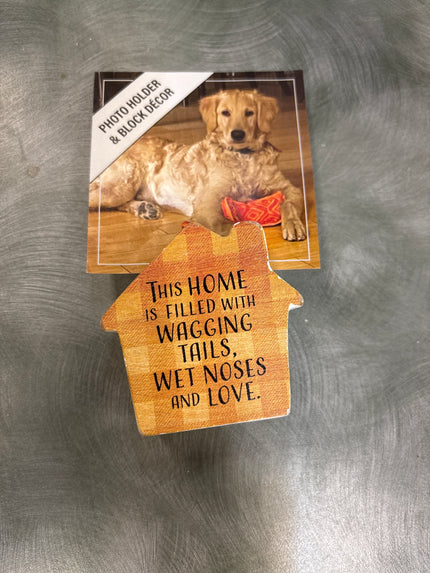 PHOTO HOLDER
& BLOCK DÉCOR
THIS HOME
IS FILLED WITH
WAGGING
TAILS,
WET NOSES
AND LOVE.